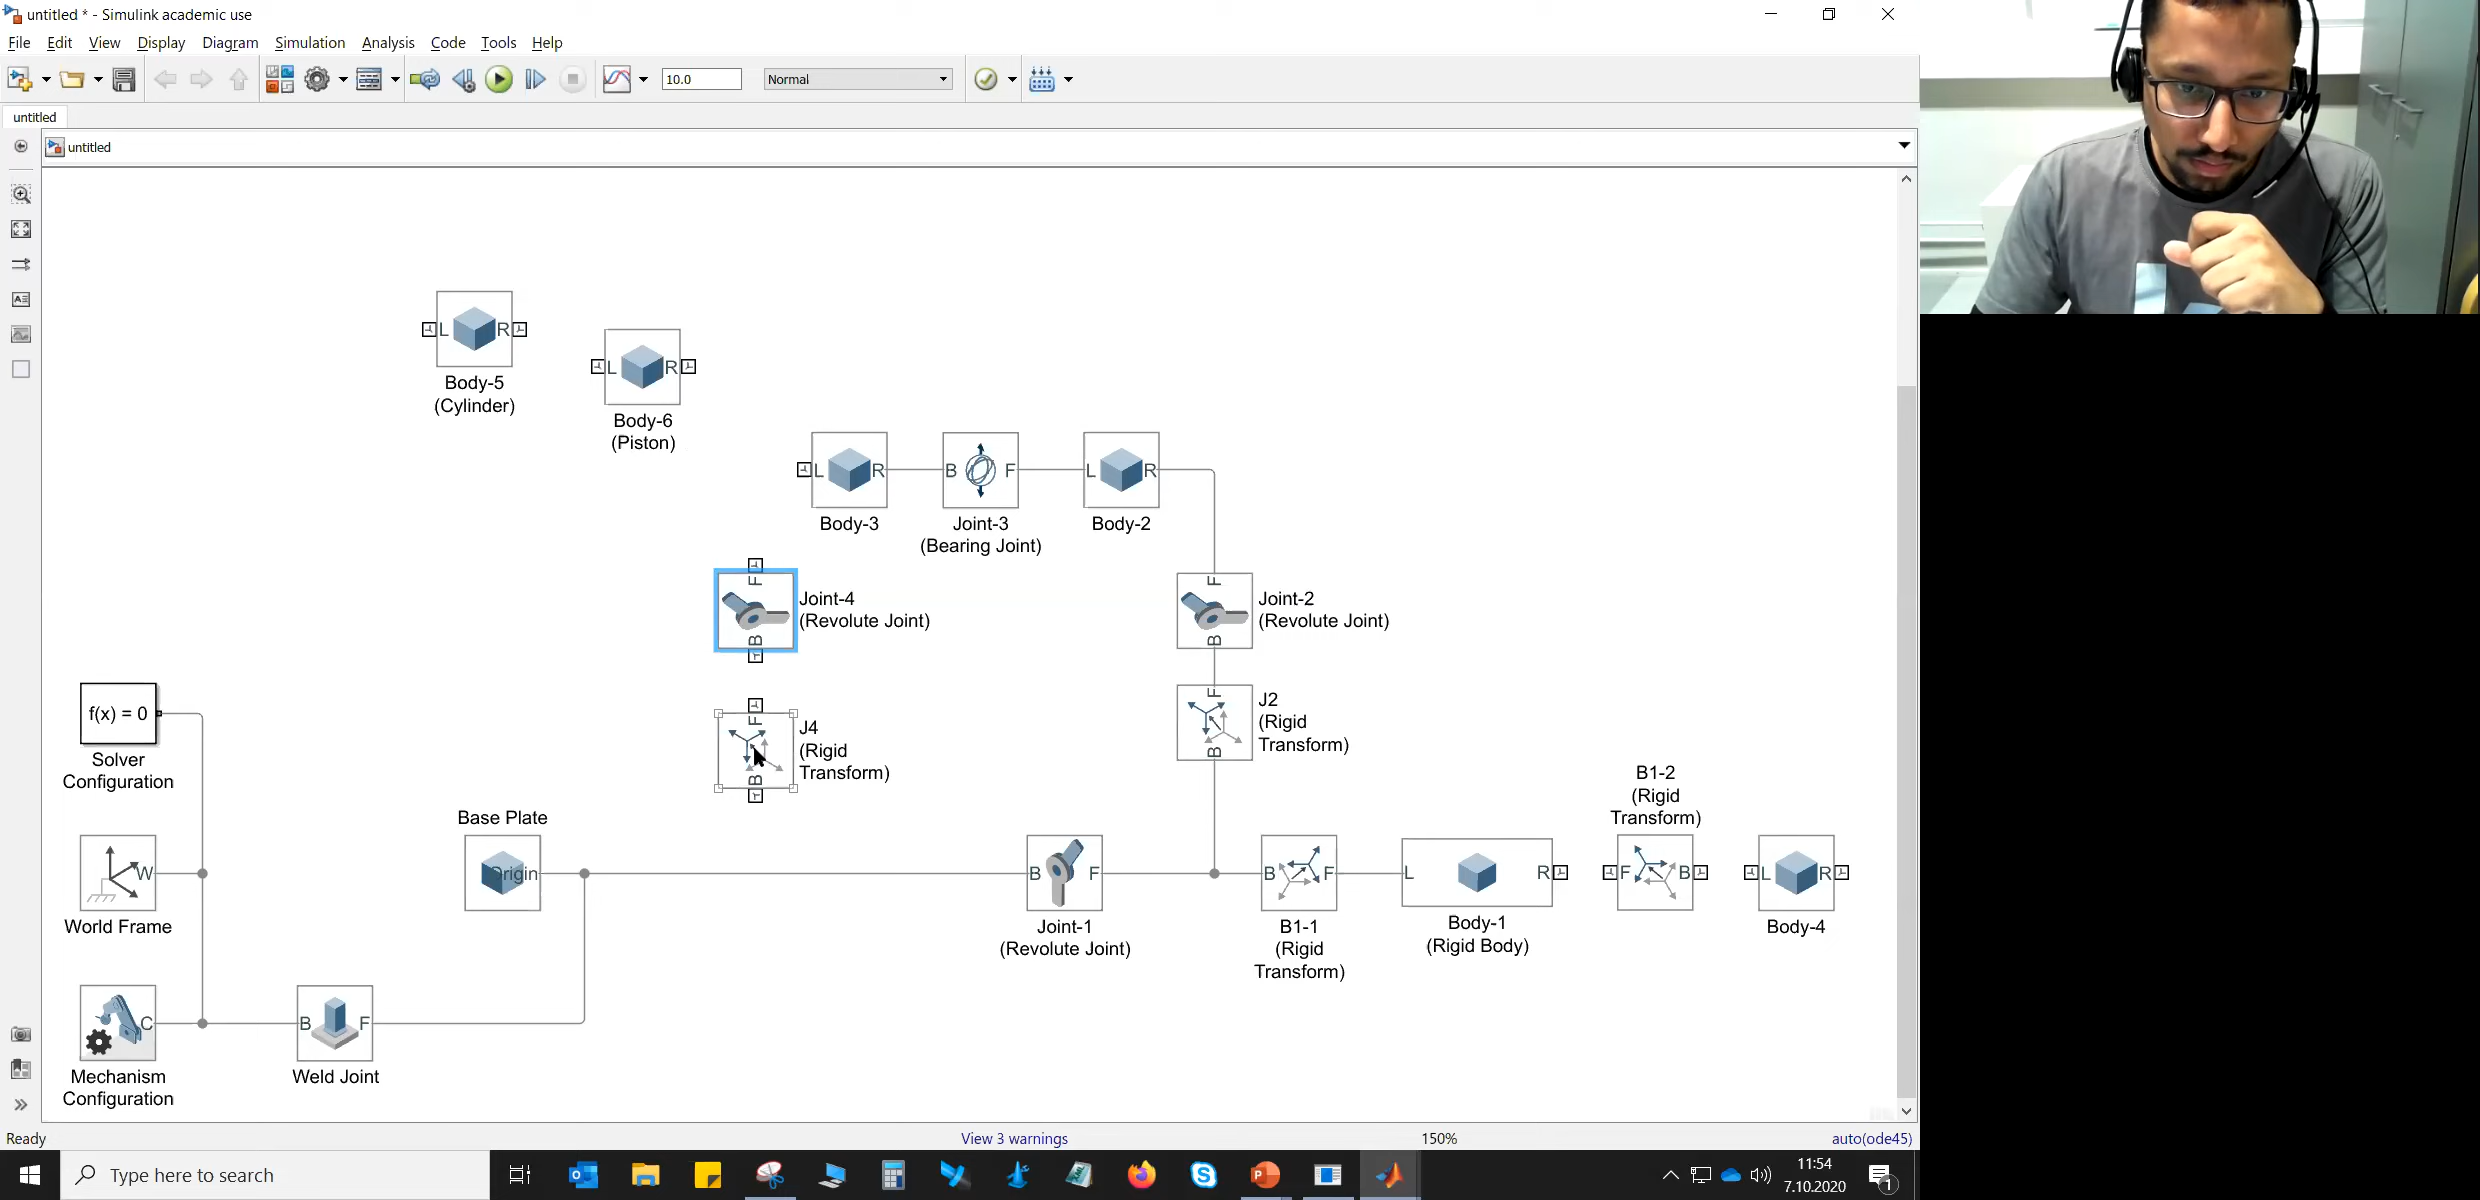 untitled * - Simulink academic use
File Edit View Display Diagram Simulation Analysis Code Tools Help
10.0 Normal
untitled
untitled
L R
Body-5
(Cylinder)
L R
Body-6
(Piston)
L R
Body-3
B F
Joint-3
(Bearing Joint)
L R
Body-2
F
B
Joint-4
(Revolute Joint)
F
B
Joint-2
(Revolute Joint)
F
B
J4
(Rigid
Transform)
F
B
J2
(Rigid
Transform)
f(x) = 0
Solver
Configuration
W
World Frame
C
Mechanism
Configuration
B F
Weld Joint
Base Plate
Origin
B F
Joint-1
(Revolute Joint)
B F
B1-1
(Rigid
Transform)
L R
Body-1
(Rigid Body)
B1-2
(Rigid
Transform)
F B
L R
Body-4
Ready View 3 warnings 150% auto(ode45)
Type here to search
11:54
7.10.2020
1